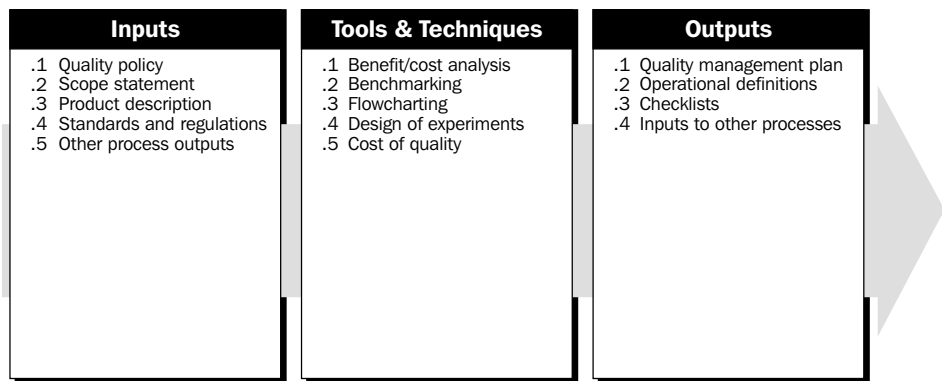 Inputs
.1 Quality policy
.2 Scope statement
.3 Product description
.4 Standards and regulations
.5 Other process outputs
Tools & Techniques
.1 Benefit/cost analysis
.2 Benchmarking
.3 Flowcharting
.4 Design of experiments
.5 Cost of quality
Outputs
.1 Quality management plan
.2 Operational definitions
.3 Checklists
.4 Inputs to other processes